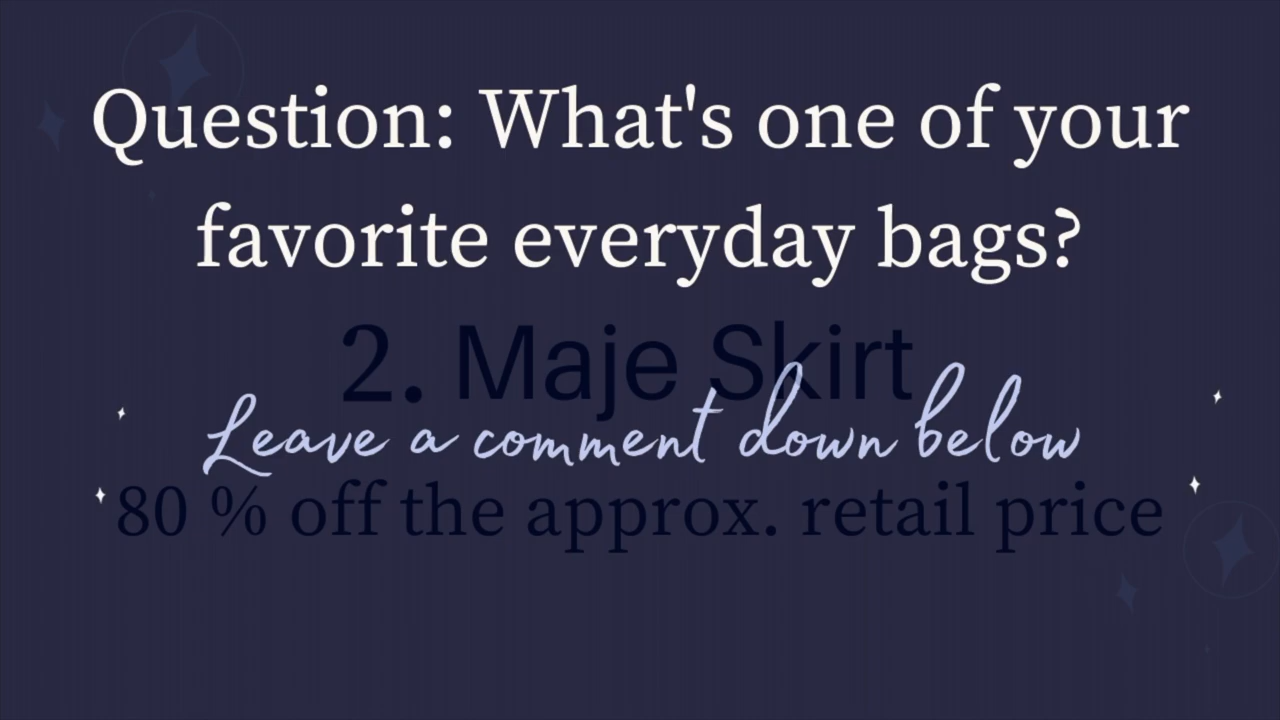 Question: What's one of your
favorite everyday bags?
2. Maje Skirt
Leave a comment down below
80 % off the approx. retail price